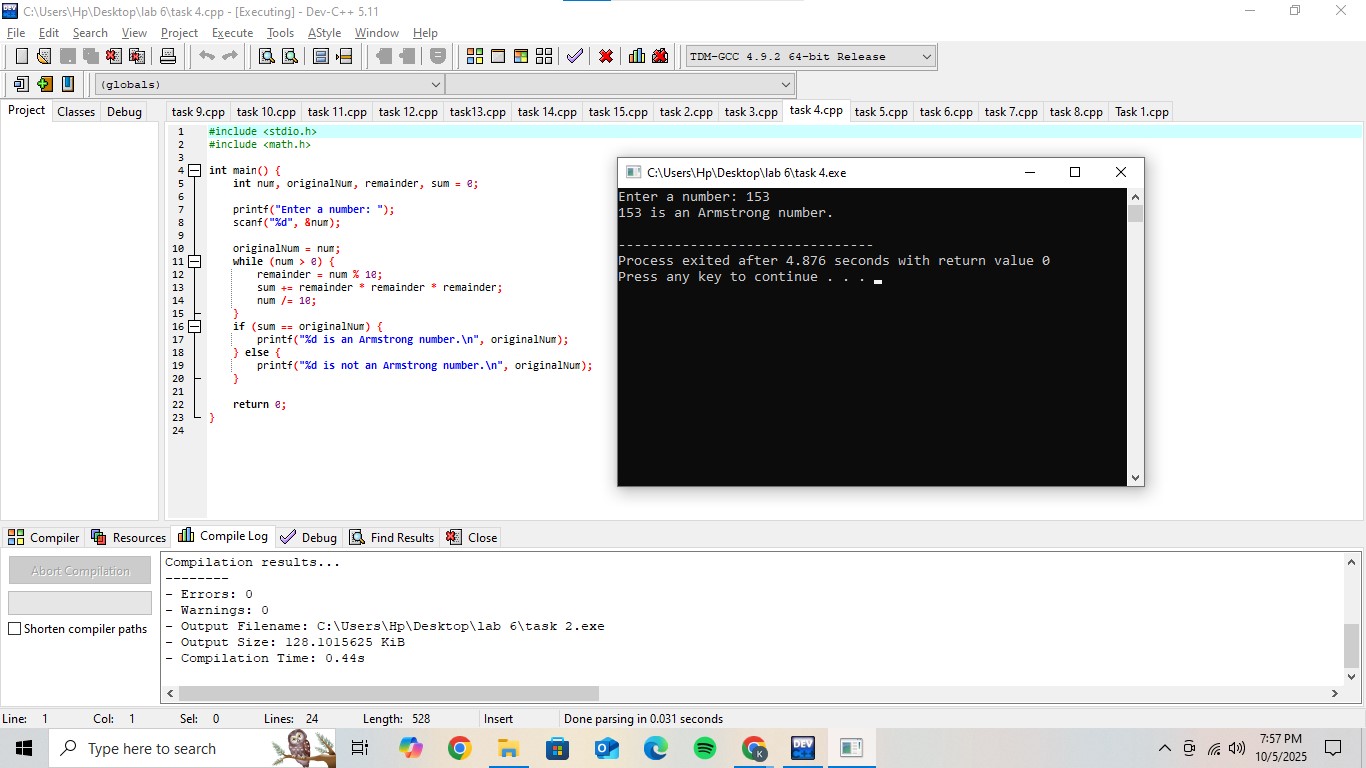 C:\Users\Hp\Desktop\lab 6\task 4.cpp - [Executing] - Dev-C++ 5.11
File Edit Search View Project Execute Tools AStyle Window Help
TDM-GCC 4.9.2 64-bit Release
(globals)
Project Classes Debug
task 9.cpp task 10.cpp task 11.cpp task 12.cpp task13.cpp task 14.cpp task 15.cpp task 2.cpp task 3.cpp task 4.cpp task 5.cpp task 6.cpp task 7.cpp task 8.cpp Task 1.cpp
1 #include <stdio.h>
2 #include <math.h>
3
4 int main() {
5 int num, originalNum, remainder, sum = 0;
6
7 printf("Enter a number: ");
8 scanf("%d", &num);
9
10 originalNum = num;
11 while (num > 0) {
12 remainder = num % 10;
13 sum += remainder * remainder * remainder;
14 num /= 10;
15 }
16 if (sum == originalNum) {
17 printf("%d is an Armstrong number.\n", originalNum);
18 } else {
19 printf("%d is not an Armstrong number.\n", originalNum);
20 }
21
22 return 0;
23 }
24
C:\Users\Hp\Desktop\lab 6\task 4.exe
Enter a number: 153
153 is an Armstrong number.
--------------------------------
Process exited after 4.876 seconds with return value 0
Press any key to continue . . .
Compiler Resources Compile Log Debug Find Results Close
Abort Compilation
Shorten compiler paths
Compilation results...
--------
- Errors: 0
- Warnings: 0
- Output Filename: C:\Users\Hp\Desktop\lab 6\task 2.exe
- Output Size: 128.1015625 KiB
- Compilation Time: 0.44s
Line: 1 Col: 1 Sel: 0 Lines: 24 Length: 528 Insert Done parsing in 0.031 seconds
Type here to search
7:57 PM
10/5/2025